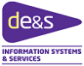 de&s
INFORMATION SYSTEMS
& SERVICES